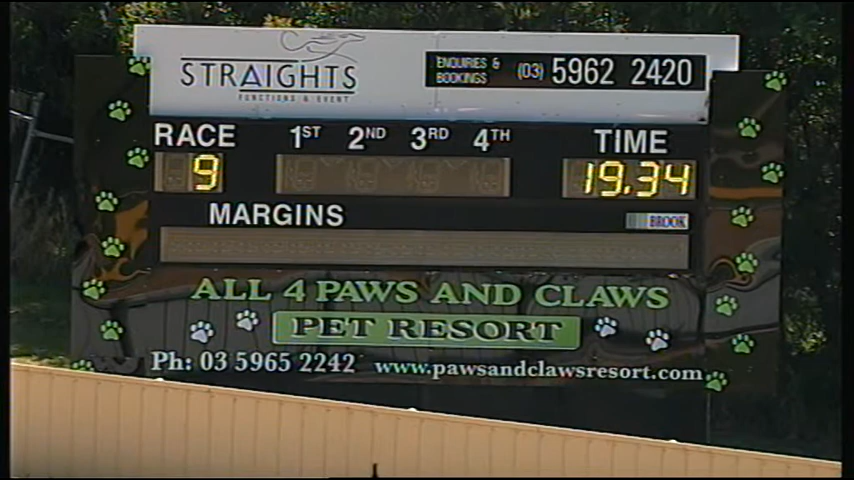 STRAIGHTS
FUNCTIONS & EVENT
ENQUIRIES & BOOKINGS (03) 5962 2420
RACE 1ST 2ND 3RD 4TH TIME
9 19.34
MARGINS BROOK
ALL 4 PAWS AND CLAWS
PET RESORT
Ph: 03 5965 2242 www.pawsandclawsresort.com